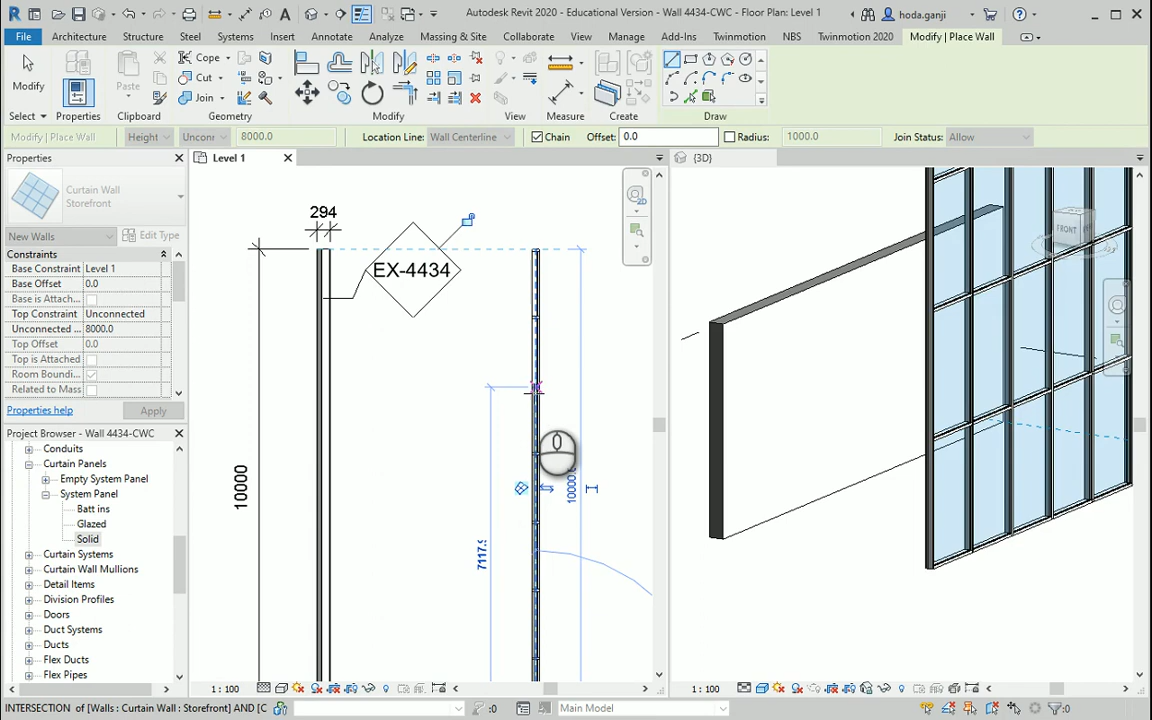 Autodesk Revit 2020 - Educational Version - Wall 4434-CWC - Floor Plan: Level 1
hoda.ganji
File Architecture Structure Steel Systems Insert Annotate Analyze Massing & Site Collaborate View Manage Add-Ins Twinmotion NBS Twinmotion 2020 Modify | Place Wall
Modify
Properties
Paste
Cope
Cut
Join
Select Properties Clipboard Geometry Modify View Measure Create Draw
Modify | Place Wall Height Uncon 8000.0 Location Line: Wall Centerline Chain Offset: 0.0 Radius: 1000.0 Join Status: Allow
Properties
Level 1
{3D}
Curtain Wall
Storefront
New Walls Edit Type
Constraints
Base Constraint Level 1
Base Offset 0.0
Base is Attach...
Top Constraint Unconnected
Unconnected ... 8000.0
Top Offset 0.0
Top is Attached
Room Boundi...
Related to Mass
Properties help Apply
Project Browser - Wall 4434-CWC
Conduits
Curtain Panels
Empty System Panel
System Panel
Batt ins
Glazed
Solid
Curtain Systems
Curtain Wall Mullions
Detail Items
Division Profiles
Doors
Duct Systems
Ducts
Flex Ducts
Flex Pipes
294
EX-4434
10000
7117.9
FRONT
1 : 100
1 : 100
INTERSECTION of [Walls : Curtain Wall : Storefront] AND [C
:0
Main Model
:0